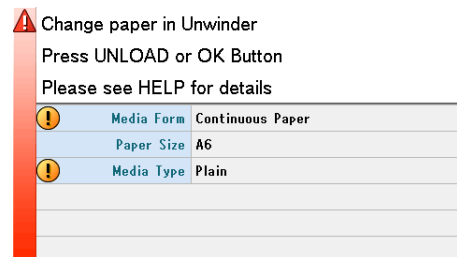 Change paper in Unwinder
Press UNLOAD or OK Button
Please see HELP for details
Media Form Continuous Paper
Paper Size A6
Media Type Plain